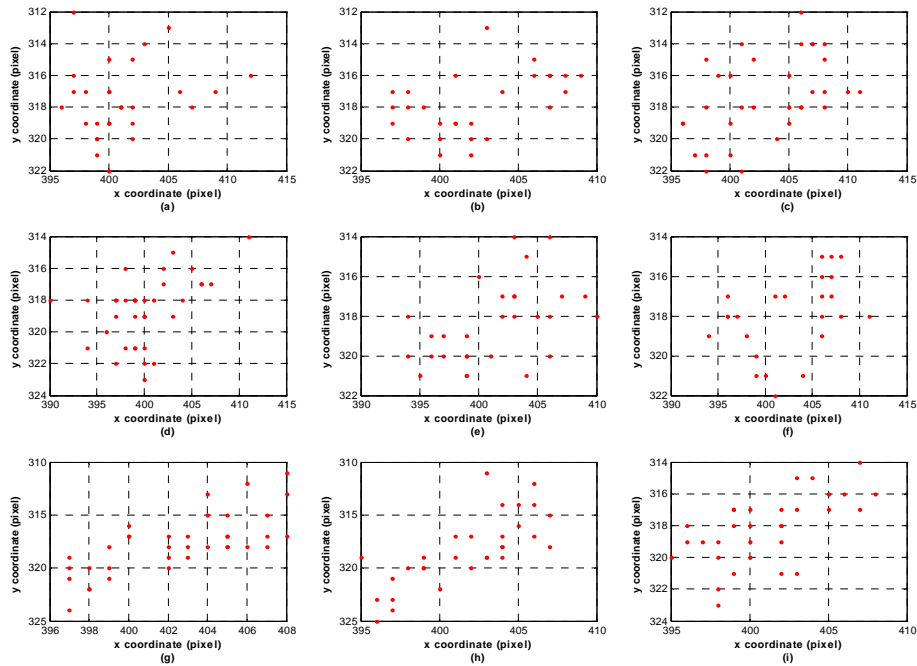 312
314
316
318
320
322
395 400 405 410 415
y coordinate (pixel)
x coordinate (pixel)
(a)
312
314
316
318
320
322
395 400 405 410
y coordinate (pixel)
x coordinate (pixel)
(b)
312
314
316
318
320
322
395 400 405 410 415
y coordinate (pixel)
x coordinate (pixel)
(c)
314
316
318
320
322
324
390 395 400 405 410 415
y coordinate (pixel)
x coordinate (pixel)
(d)
314
316
318
320
322
390 395 400 405 410
y coordinate (pixel)
x coordinate (pixel)
(e)
314
316
318
320
322
390 395 400 405 410 415
y coordinate (pixel)
x coordinate (pixel)
(f)
310
315
320
325
396 398 400 402 404 406 408
y coordinate (pixel)
x coordinate (pixel)
(g)
310
315
320
325
395 400 405 410
y coordinate (pixel)
x coordinate (pixel)
(h)
314
316
318
320
322
324
395 400 405 410
y coordinate (pixel)
x coordinate (pixel)
(i)